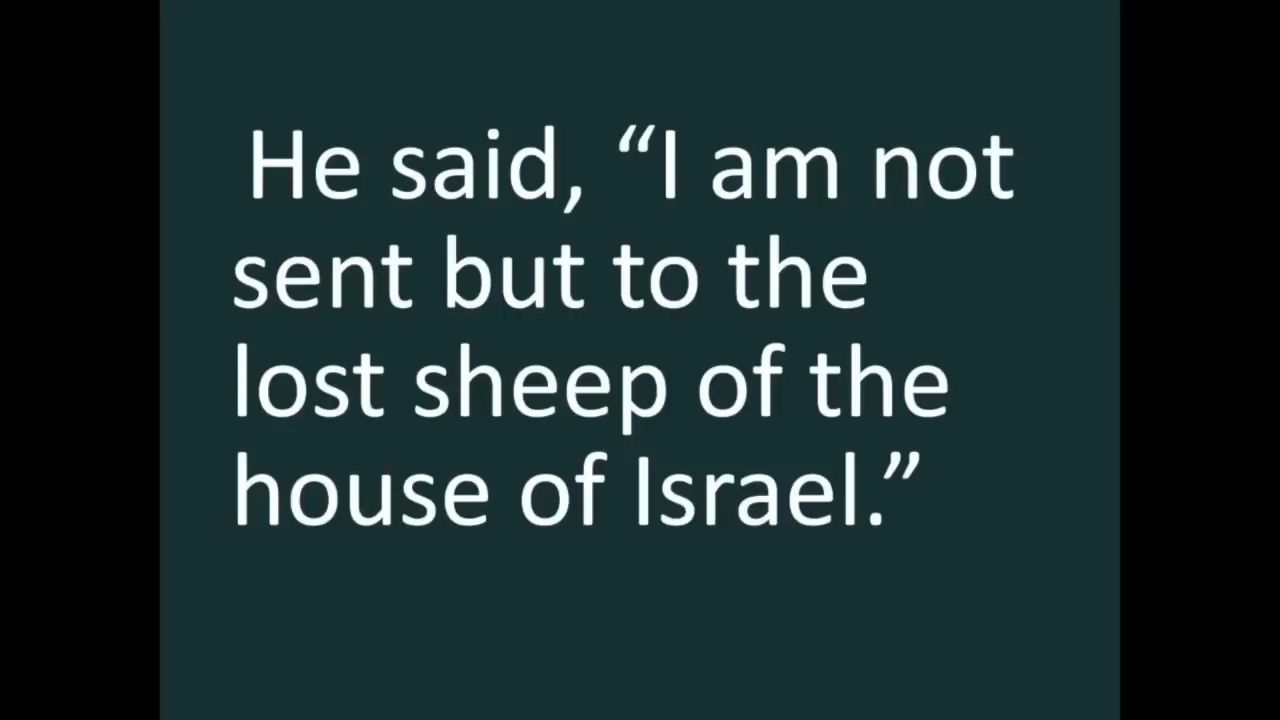 He said, “I am not
sent but to the
lost sheep of the
house of Israel.”